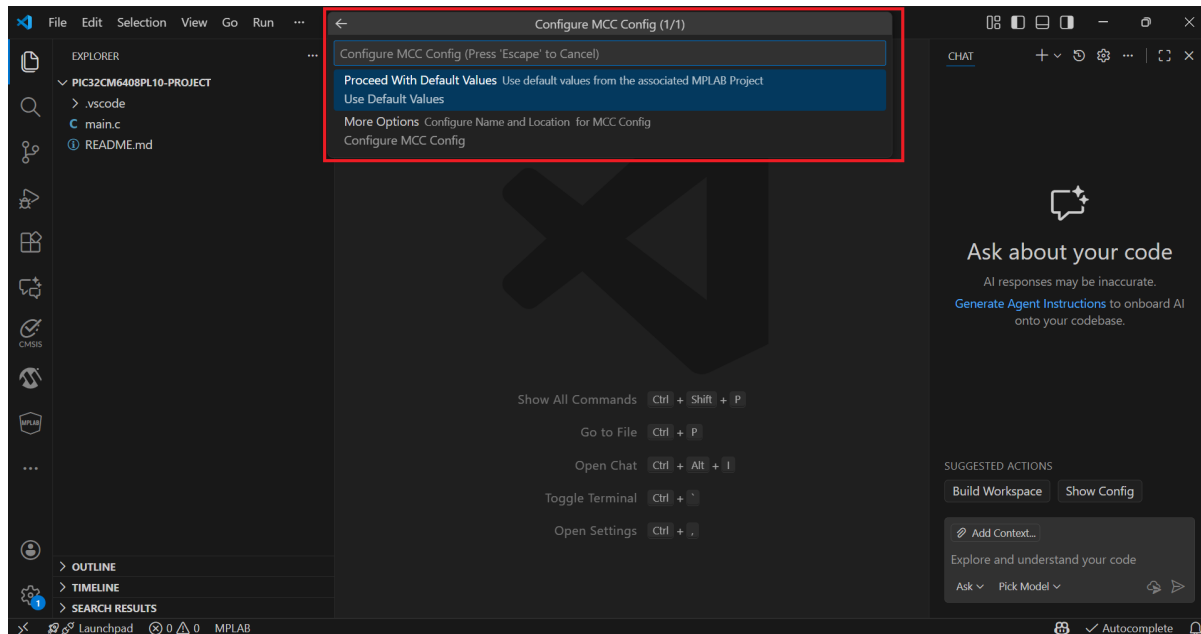 File Edit Selection View Go Run ···
Configure MCC Config (1/1)
Configure MCC Config (Press 'Escape' to Cancel)
Proceed With Default Values Use default values from the associated MPLAB Project
Use Default Values
More Options Configure Name and Location for MCC Config
Configure MCC Config
EXPLORER
PIC32CM6408PL10-PROJECT
.vscode
C main.c
README.md
CMSIS
MPLAB
OUTLINE
TIMELINE
SEARCH RESULTS
Show All Commands Ctrl + Shift + P
Go to File Ctrl + P
Open Chat Ctrl + Alt + I
Toggle Terminal Ctrl + `
Open Settings Ctrl + ,
CHAT
Ask about your code
AI responses may be inaccurate.
Generate Agent Instructions to onboard AI
onto your codebase.
SUGGESTED ACTIONS
Build Workspace Show Config
Add Context...
Explore and understand your code
Ask Pick Model
1
Launchpad 0 0 MPLAB
Autocomplete